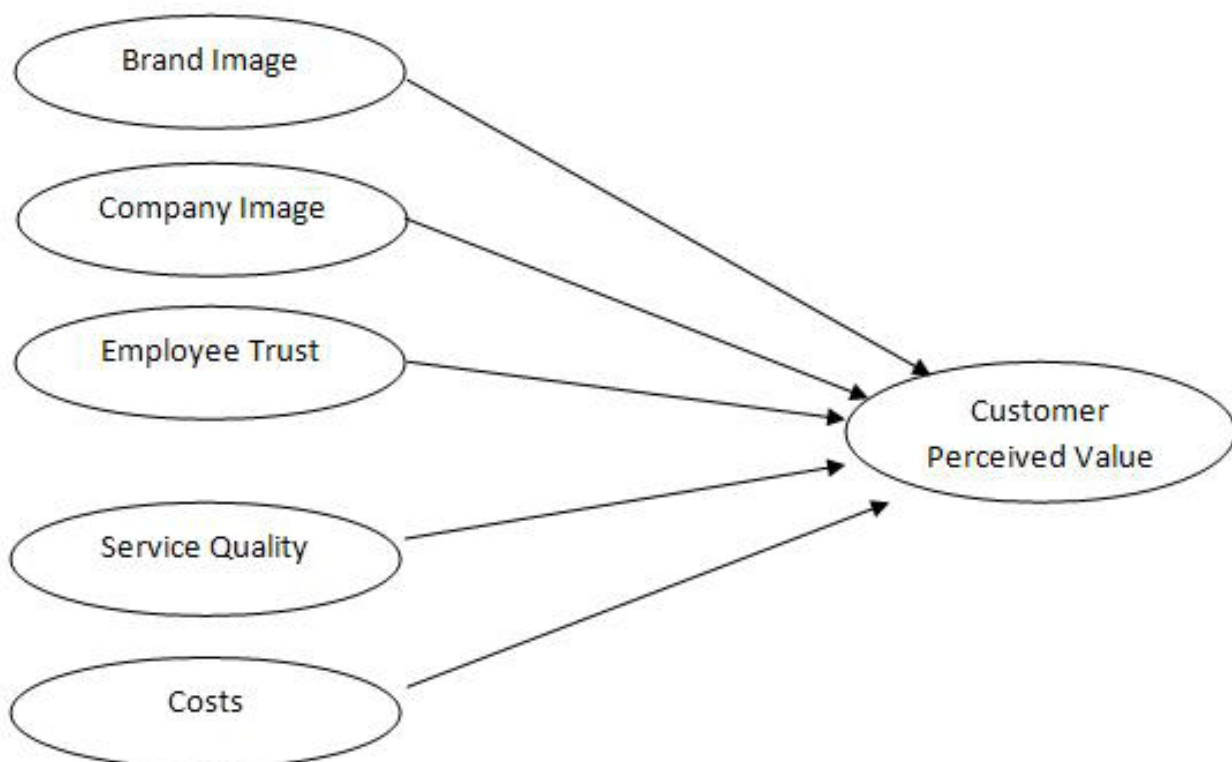 Brand Image
Company Image
Employee Trust
Customer
Perceived Value
Service Quality
Costs